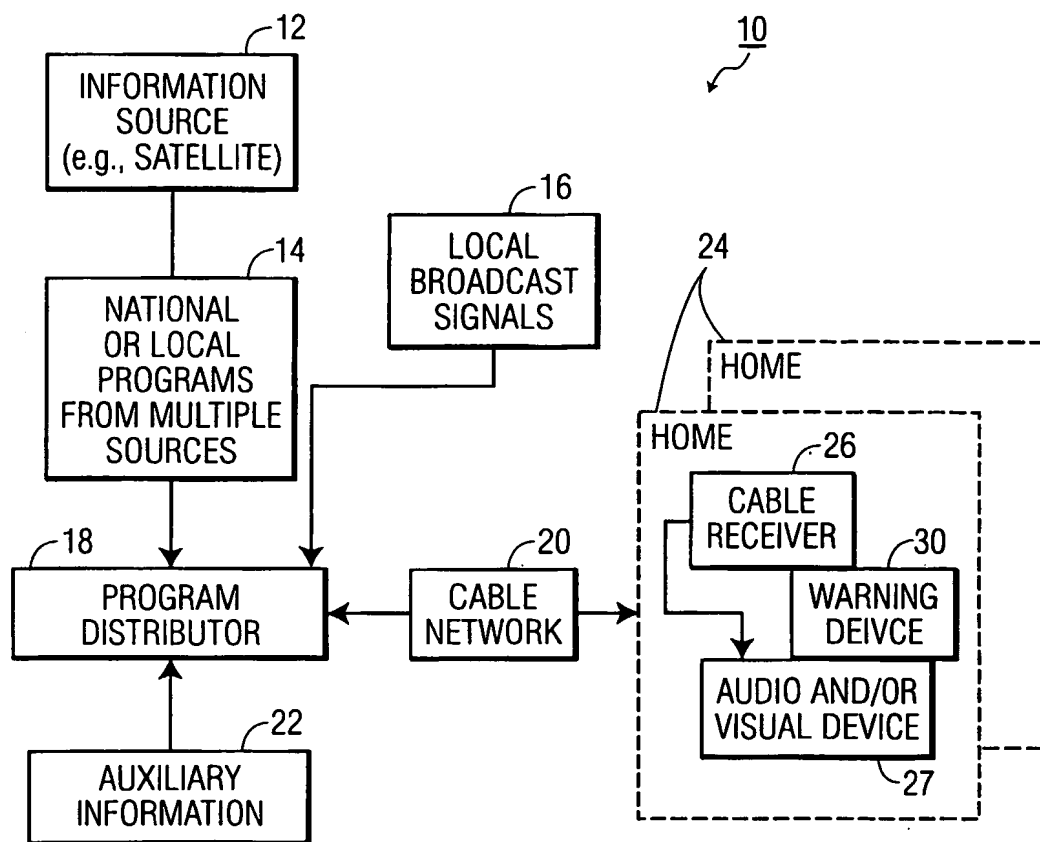 12
INFORMATION
SOURCE
(e.g., SATELLITE)
10
14
NATIONAL
OR LOCAL
PROGRAMS
FROM MULTIPLE
SOURCES
16
LOCAL
BROADCAST
SIGNALS
24
HOME
HOME
18
PROGRAM
DISTRIBUTOR
20
CABLE
NETWORK
26
CABLE
RECEIVER
30
WARNING
DEIVCE
AUDIO AND/OR
VISUAL DEVICE
27
22
AUXILIARY
INFORMATION